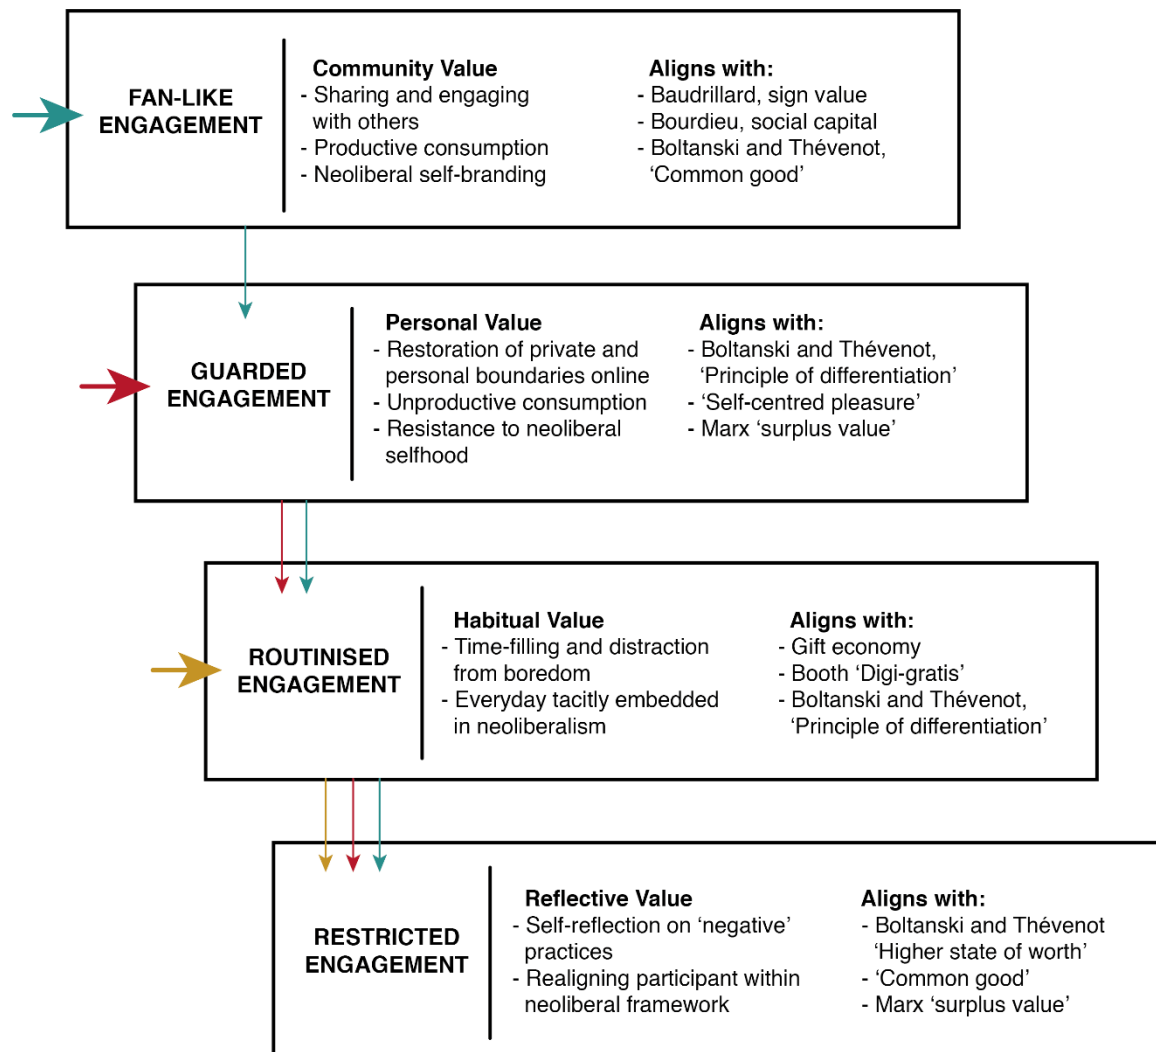 FAN-LIKE
ENGAGEMENT
Community Value
- Sharing and engaging
with others
- Productive consumption
- Neoliberal self-branding
Aligns with:
- Baudrillard, sign value
- Bourdieu, social capital
- Boltanski and Thévenot,
‘Common good’
GUARDED
ENGAGEMENT
Personal Value
- Restoration of private and
personal boundaries online
- Unproductive consumption
- Resistance to neoliberal
selfhood
Aligns with:
- Boltanski and Thévenot,
‘Principle of differentiation’
- ‘Self-centred pleasure’
- Marx ‘surplus value’
ROUTINISED
ENGAGEMENT
Habitual Value
- Time-filling and distraction
from boredom
- Everyday tacitly embedded
in neoliberalism
Aligns with:
- Gift economy
- Booth ‘Digi-gratis’
- Boltanski and Thévenot,
‘Principle of differentiation’
RESTRICTED
ENGAGEMENT
Reflective Value
- Self-reflection on ‘negative’
practices
- Realigning participant within
neoliberal framework
Aligns with:
- Boltanski and Thévenot
‘Higher state of worth’
- ‘Common good’
- Marx ‘surplus value’